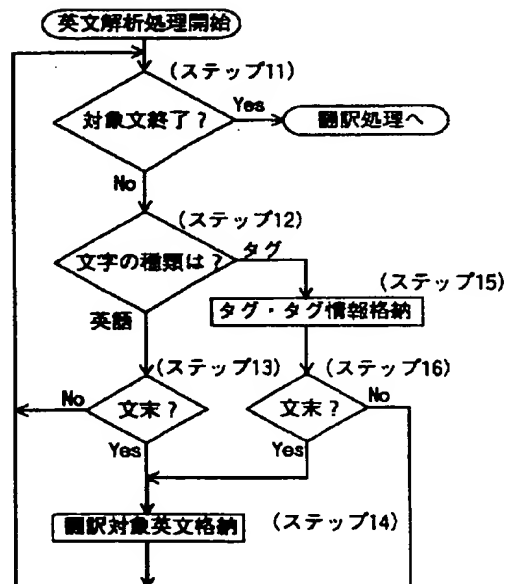 英文解析処理開始
(ステップ11)
対象文終了?
Yes
翻訳処理へ
No
(ステップ12)
文字の種類は?
タグ
(ステップ15)
英語
タグ・タグ情報格納
(ステップ13)
(ステップ16)
No
文末?
文末?
No
Yes
Yes
翻訳対象英文格納
(ステップ14)